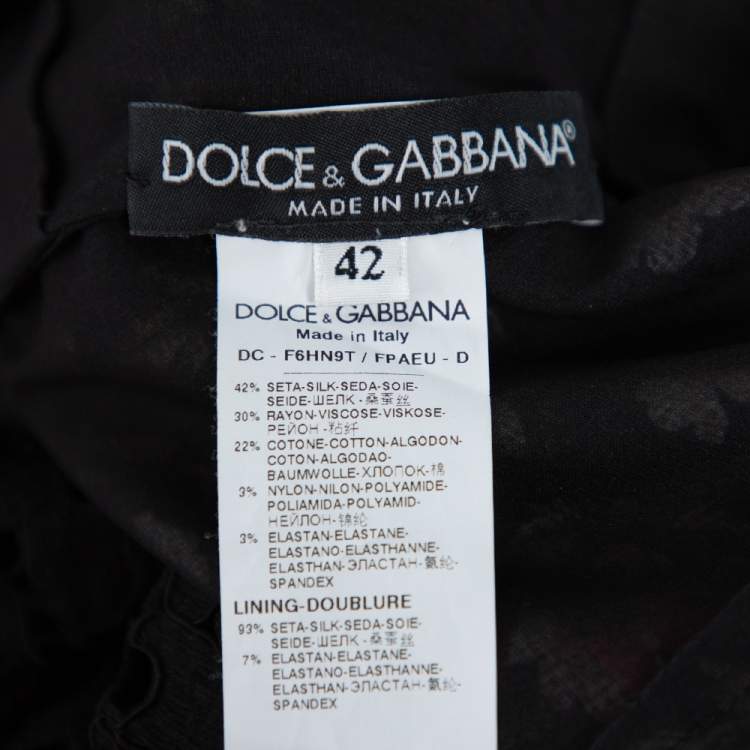 DOLCE & GABBANA®
MADE IN ITALY
42
DOLCE & GABBANA
Made in Italy
DC - F6HN9T / FPAEU - D
42% SETA-SILK-SEDA-SOIE-
SEIDE-ШЕЛК-桑蚕丝
30% RAYON-VISCOSE-VISKOSE-
РЕЙОН-粘纤
22% COTONE-COTTON-ALGODON-
COTON-ALGODAO-
BAUMWOLLE-ХЛОПОК-棉
3% NYLON-NILON-POLYAMIDE-
POLIAMIDA-POLYAMID-
НЕЙЛОН-锦纶
3% ELASTAN-ELASTANE-
ELASTANO-ELASTHANNE-
ELASTHAN-ЭЛАСТАН-氨纶-
SPANDEX
LINING-DOUBLURE
93% SETA-SILK-SEDA-SOIE-
SEIDE-ШЕЛК-桑蚕丝
7% ELASTAN-ELASTANE-
ELASTANO-ELASTHANNE-
ELASTHAN-ЭЛАСТАН-氨纶-
SPANDEX